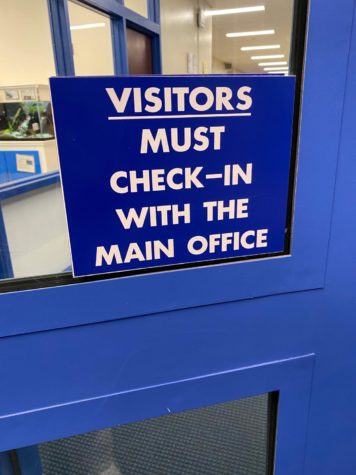 VISITORS
MUST
CHECK-IN
WITH THE
MAIN OFFICE